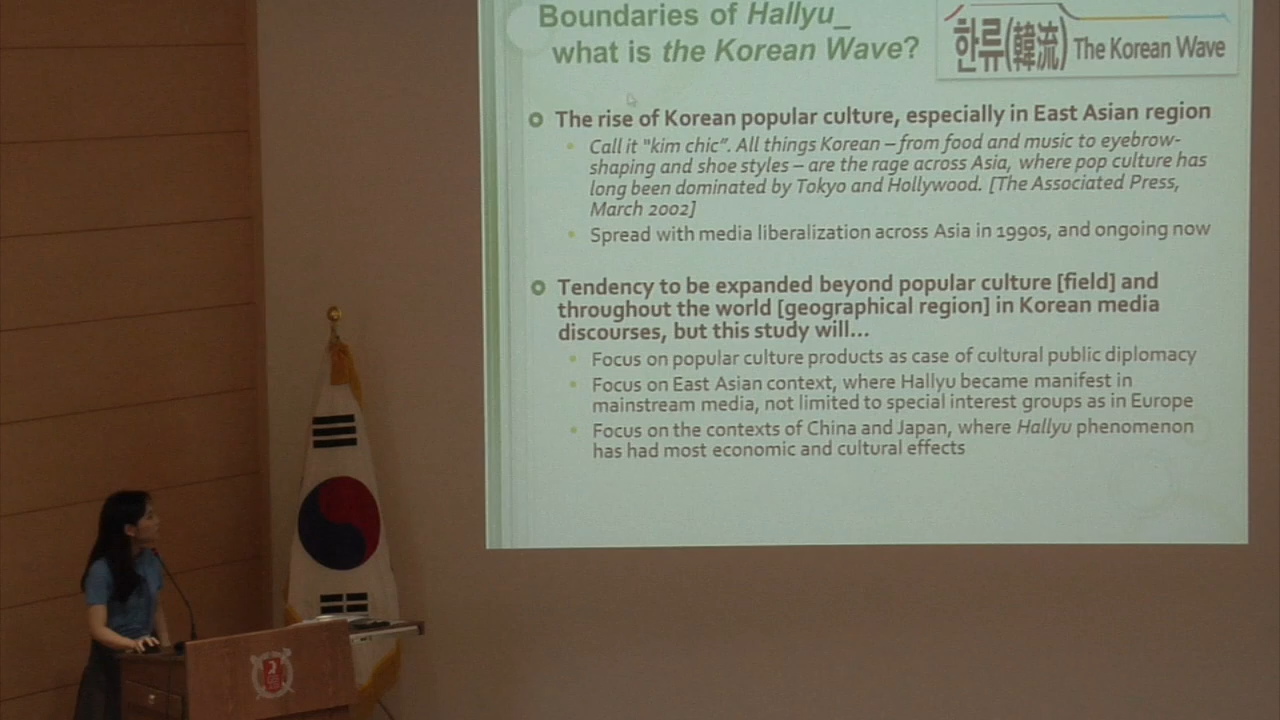 Boundaries of Hallyu_
what is the Korean Wave?
한류(韓流) The Korean Wave
The rise of Korean popular culture, especially in East Asian region
Call it "kim chic". All things Korean – from food and music to eyebrow-
shaping and shoe styles – are the rage across Asia, where pop culture has
long been dominated by Tokyo and Hollywood. [The Associated Press,
March 2002]
Spread with media liberalization across Asia in 1990s, and ongoing now
Tendency to be expanded beyond popular culture [field] and
throughout the world [geographical region] in Korean media
discourses, but this study will...
Focus on popular culture products as case of cultural public diplomacy
Focus on East Asian context, where Hallyu became manifest in
mainstream media, not limited to special interest groups as in Europe
Focus on the contexts of China and Japan, where Hallyu phenomenon
has had most economic and cultural effects